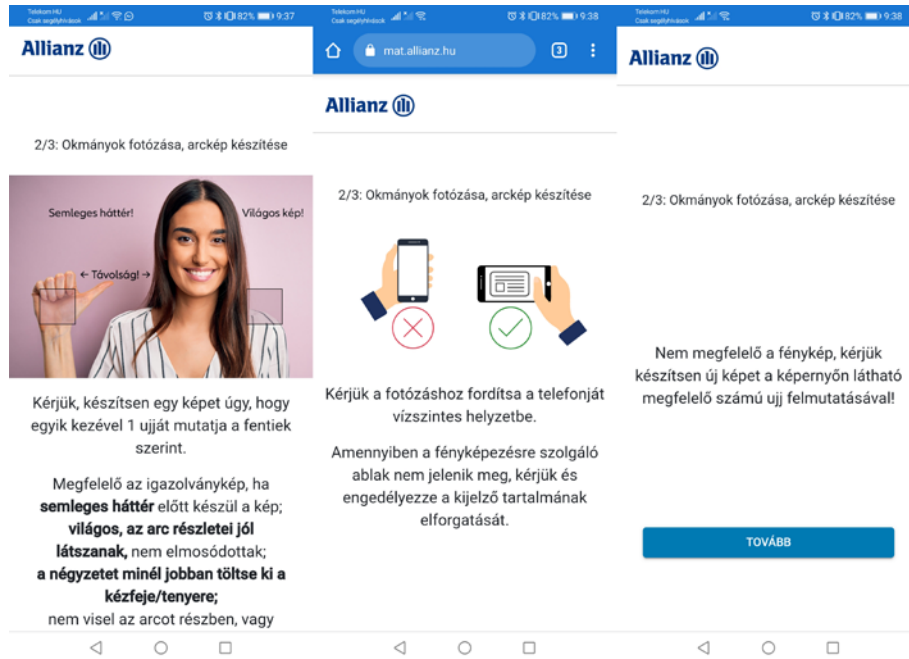 Telekom HU
Csak segélyhívások
82% 9:37
Allianz
2/3: Okmányok fotózása, arckép készítése
Semleges háttér!
Világos kép!
← Távolság! →
Kérjük, készítsen egy képet úgy, hogy
egyik kezével 1 ujját mutatja a fentiek
szerint.
Megfelelő az igazolványkép, ha
semleges háttér előtt készül a kép;
világos, az arc részletei jól
látszanak, nem elmosódottak;
a négyzetet minél jobban töltse ki a
kézfeje/tenyere;
nem visel az arcot részben, vagy
Telekom HU
Csak segélyhívások
82% 9:38
mat.allianz.hu
3
Allianz
2/3: Okmányok fotózása, arckép készítése
Kérjük a fotózáshoz fordítsa a telefonját
vízszintes helyzetbe.
Amennyiben a fényképezésre szolgáló
ablak nem jelenik meg, kérjük és
engedélyezze a kijelző tartalmának
elforgatását.
Telekom HU
Csak segélyhívások
82% 9:38
Allianz
2/3: Okmányok fotózása, arckép készítése
Nem megfelelő a fénykép, kérjük
készítsen új képet a képernyőn látható
megfelelő számú ujj felmutatásával!
TOVÁBB